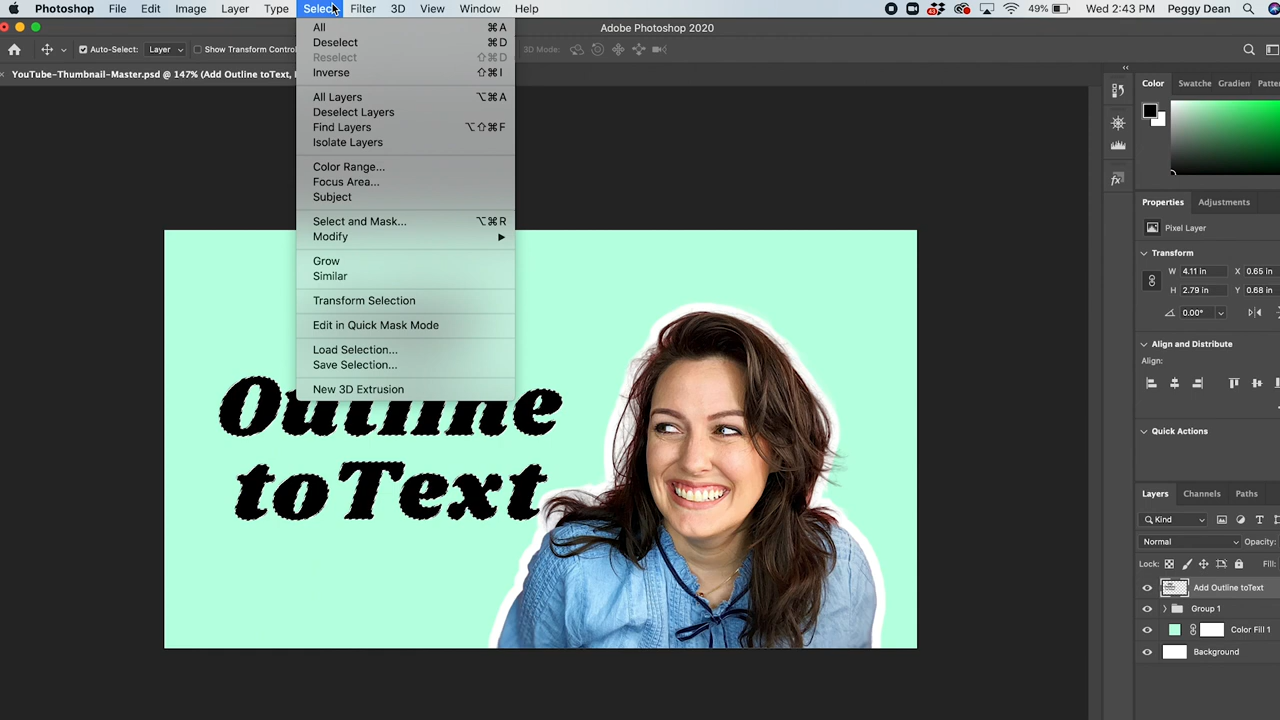 Photoshop File Edit Image Layer Type Select Filter 3D View Window Help 49% Wed 2:43 PM Peggy Dean
Adobe Photoshop 2020
Auto-Select: Layer Show Transform Control 3D Mode:
YouTube-Thumbnail-Master.psd @ 147% (Add Outline toText,
All ⌘A
Deselect ⌘D
Reselect ⇧⌘D
Inverse ⇧⌘I
All Layers ⌥⌘A
Deselect Layers
Find Layers ⌥⇧⌘F
Isolate Layers
Color Range...
Focus Area...
Subject
Select and Mask... ⌥⌘R
Modify
Grow
Similar
Transform Selection
Edit in Quick Mask Mode
Load Selection...
Save Selection...
New 3D Extrusion
Outline
toText
Color Swatche Gradien Patte
Properties Adjustments
Pixel Layer
Transform
W 4.11 in X 0.65 in
H 2.79 in Y 0.68 in
0.00°
Align and Distribute
Align:
Quick Actions
Layers Channels Paths
Kind
Normal Opacity:
Lock: Fill:
Add Outline toText
Group 1
Color Fill 1
Background